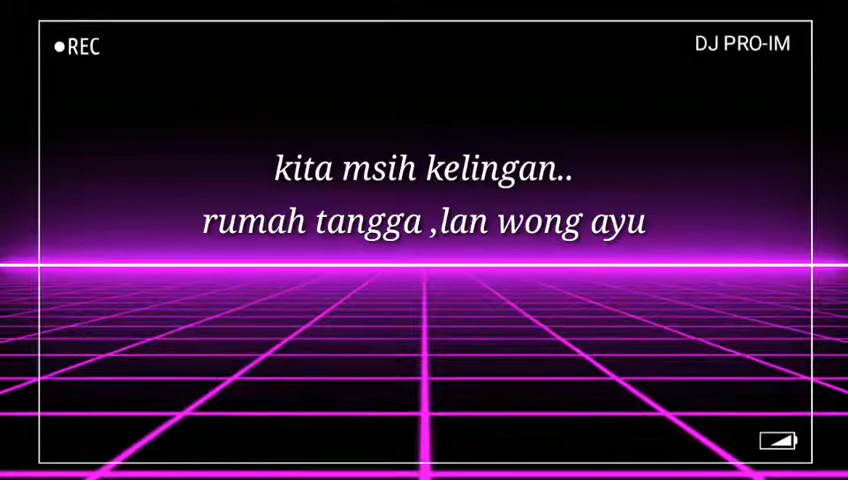 ●REC
DJ PRO-IM
kita msih kelingan..
rumah tangga ,lan wong ayu